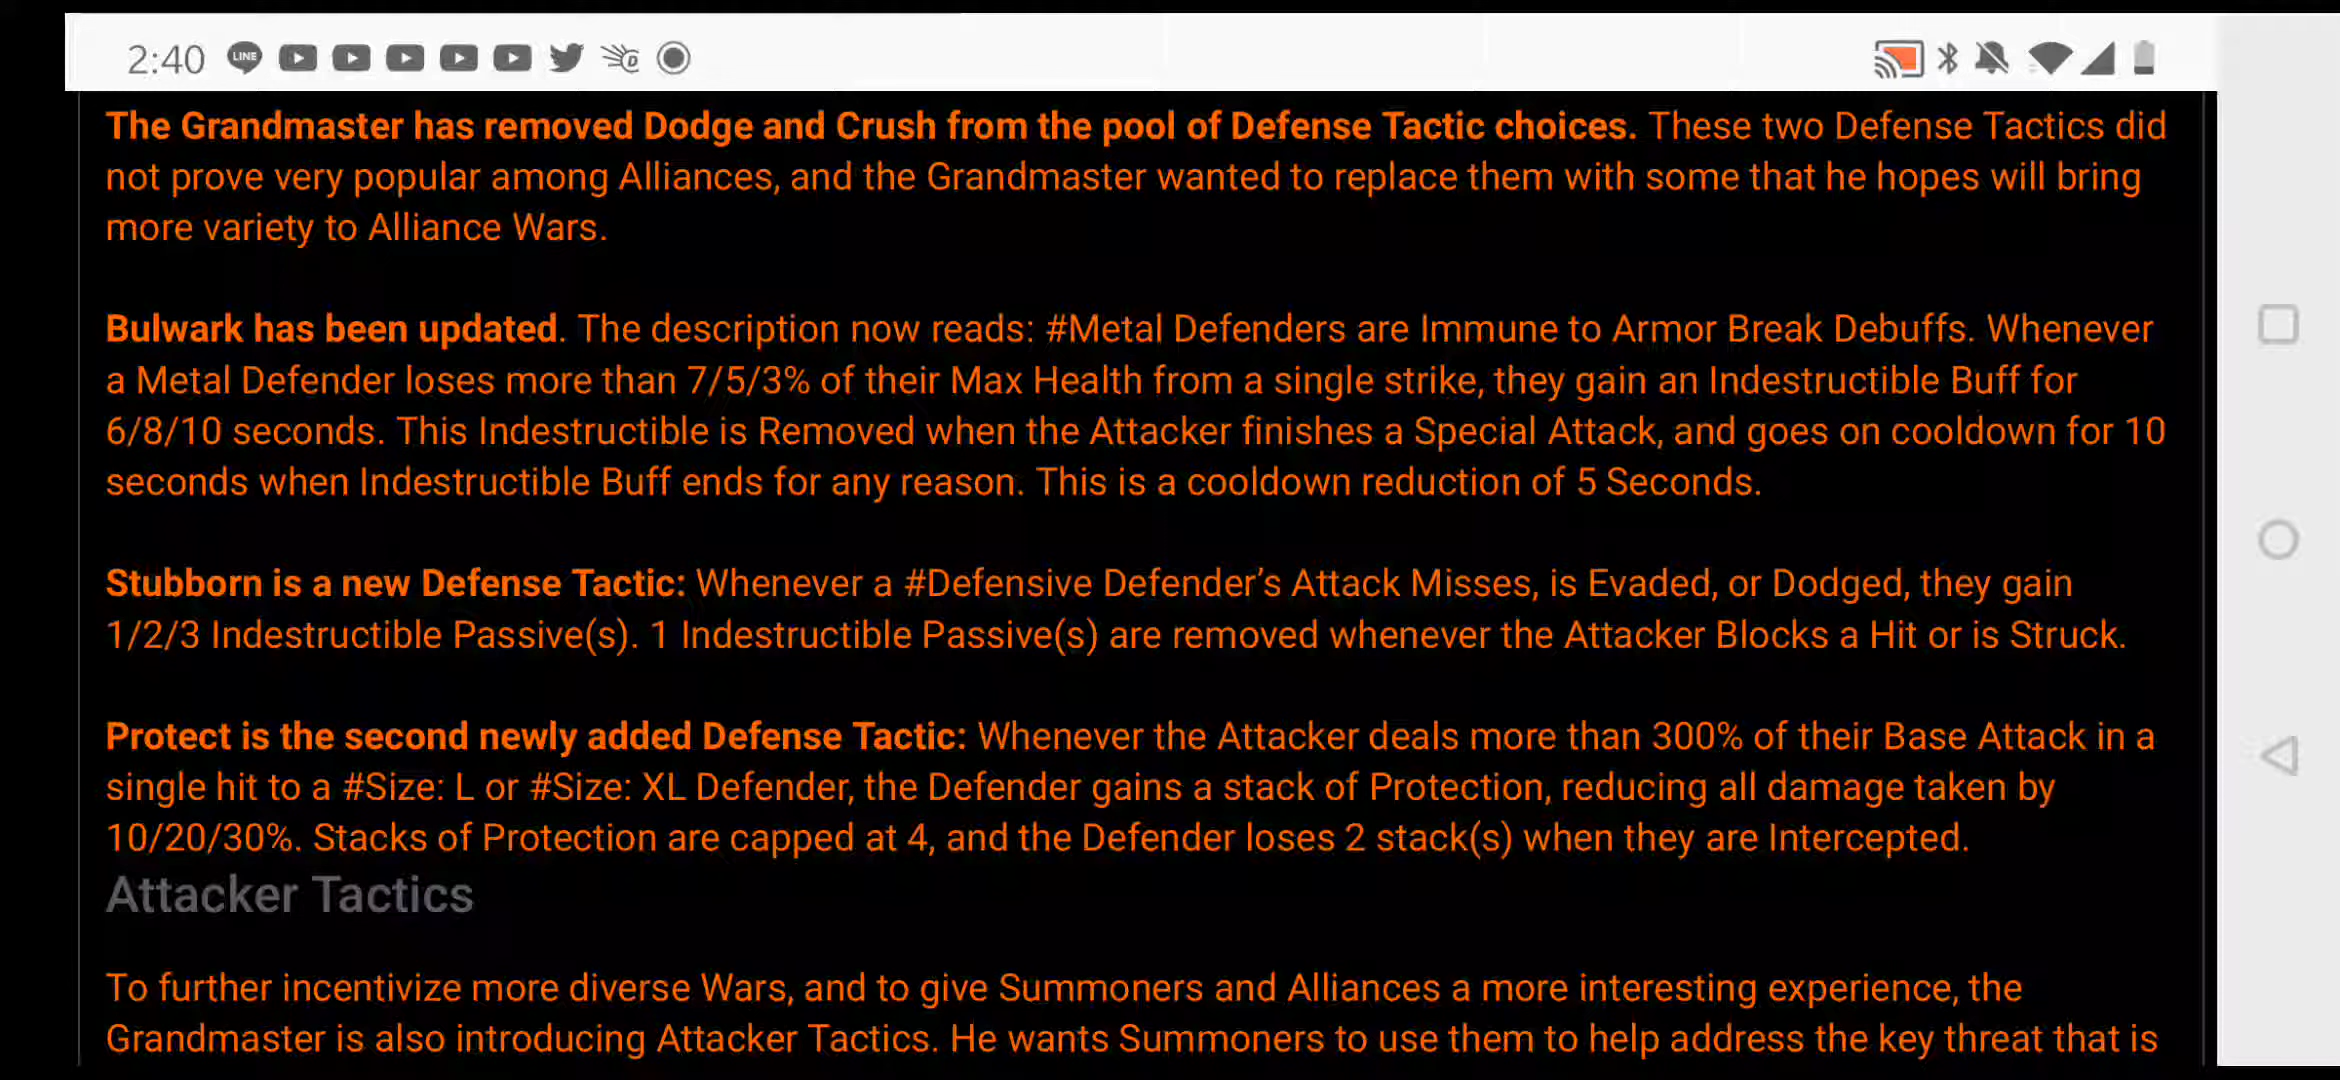 2:40
LINE
The Grandmaster has removed Dodge and Crush from the pool of Defense Tactic choices. These two Defense Tactics did
not prove very popular among Alliances, and the Grandmaster wanted to replace them with some that he hopes will bring
more variety to Alliance Wars.
Bulwark has been updated. The description now reads: #Metal Defenders are Immune to Armor Break Debuffs. Whenever
a Metal Defender loses more than 7/5/3% of their Max Health from a single strike, they gain an Indestructible Buff for
6/8/10 seconds. This Indestructible is Removed when the Attacker finishes a Special Attack, and goes on cooldown for 10
seconds when Indestructible Buff ends for any reason. This is a cooldown reduction of 5 Seconds.
Stubborn is a new Defense Tactic: Whenever a #Defensive Defender’s Attack Misses, is Evaded, or Dodged, they gain
1/2/3 Indestructible Passive(s). 1 Indestructible Passive(s) are removed whenever the Attacker Blocks a Hit or is Struck.
Protect is the second newly added Defense Tactic: Whenever the Attacker deals more than 300% of their Base Attack in a
single hit to a #Size: L or #Size: XL Defender, the Defender gains a stack of Protection, reducing all damage taken by
10/20/30%. Stacks of Protection are capped at 4, and the Defender loses 2 stack(s) when they are Intercepted.
Attacker Tactics
To further incentivize more diverse Wars, and to give Summoners and Alliances a more interesting experience, the
Grandmaster is also introducing Attacker Tactics. He wants Summoners to use them to help address the key threat that is